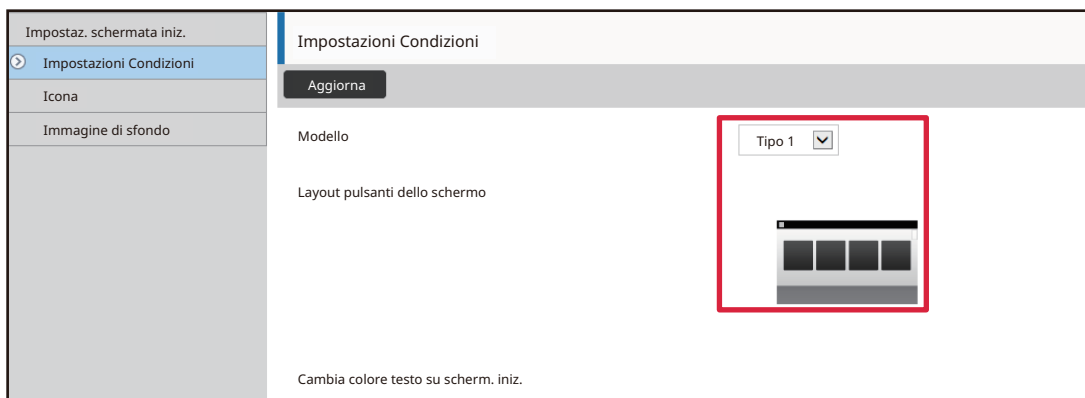 Impostaz. schermata iniz.
Impostazioni Condizioni
Icona
Immagine di sfondo
Impostazioni Condizioni
Aggiorna
Modello
Tipo 1
Layout pulsanti dello schermo
Cambia colore testo su scherm. iniz.